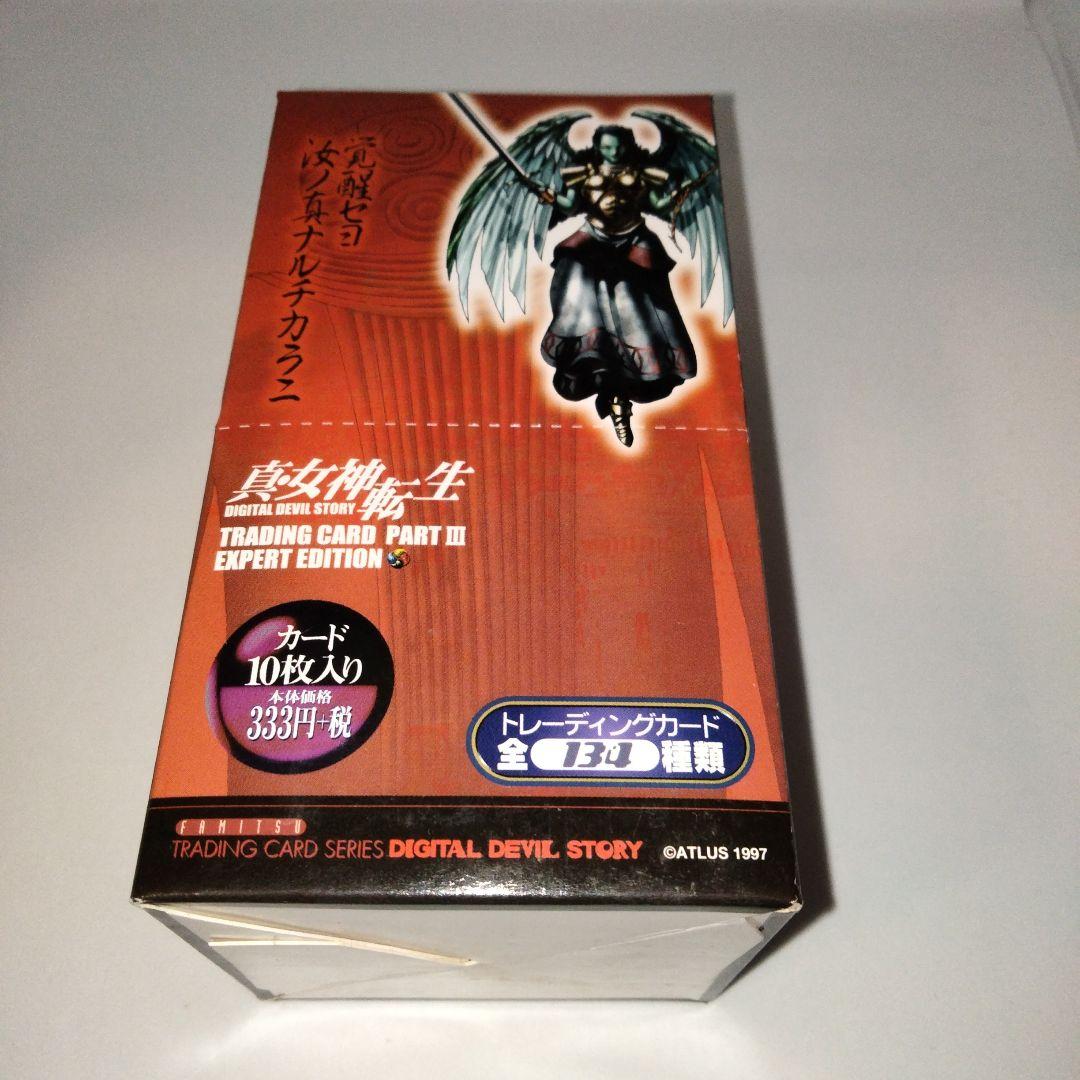 覚醒セヨ
汝ノ真ナルチカラニ
真・女神転生
DIGITAL DEVIL STORY
TRADING CARD PART III
EXPERT EDITION
カード
10枚入り
本体価格
333円+税
トレーディングカード
全134種類
FAMITSU
TRADING CARD SERIES DIGITAL DEVIL STORY ©ATLUS 1997